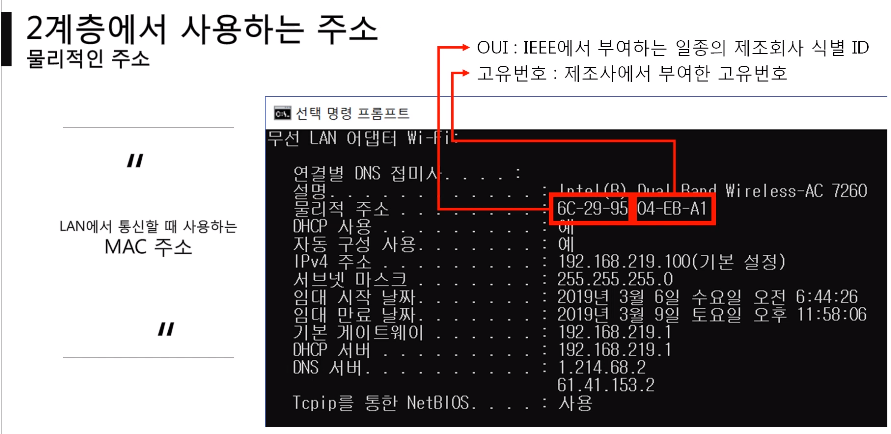 2계층에서 사용하는 주소
물리적인 주소
OUI : IEEE에서 부여하는 일종의 제조회사 식별 ID
고유번호 : 제조사에서 부여한 고유번호
"
LAN에서 통신할 때 사용하는
MAC 주소
"
선택 명령 프롬프트
무선 LAN 어댑터 Wi-Fi:
연결별 DNS 접미사. . . . :
설명. . . . . . . . . . . . : Intel(R) Dual Band Wireless-AC 7260
물리적 주소 . . . . . . . . : 6C-29-95-04-EB-A1
DHCP 사용 . . . . . . . . . : 예
자동 구성 사용. . . . . . . : 예
IPv4 주소 . . . . . . . . . : 192.168.219.100(기본 설정)
서브넷 마스크 . . . . . . . : 255.255.255.0
임대 시작 날짜. . . . . . . : 2019년 3월 6일 수요일 오전 6:44:26
임대 만료 날짜. . . . . . . : 2019년 3월 9일 토요일 오후 11:58:06
기본 게이트웨이 . . . . . . : 192.168.219.1
DHCP 서버 . . . . . . . . . : 192.168.219.1
DNS 서버. . . . . . . . . . : 1.214.68.2
61.41.153.2
Tcpip를 통한 NetBIOS. . . . : 사용